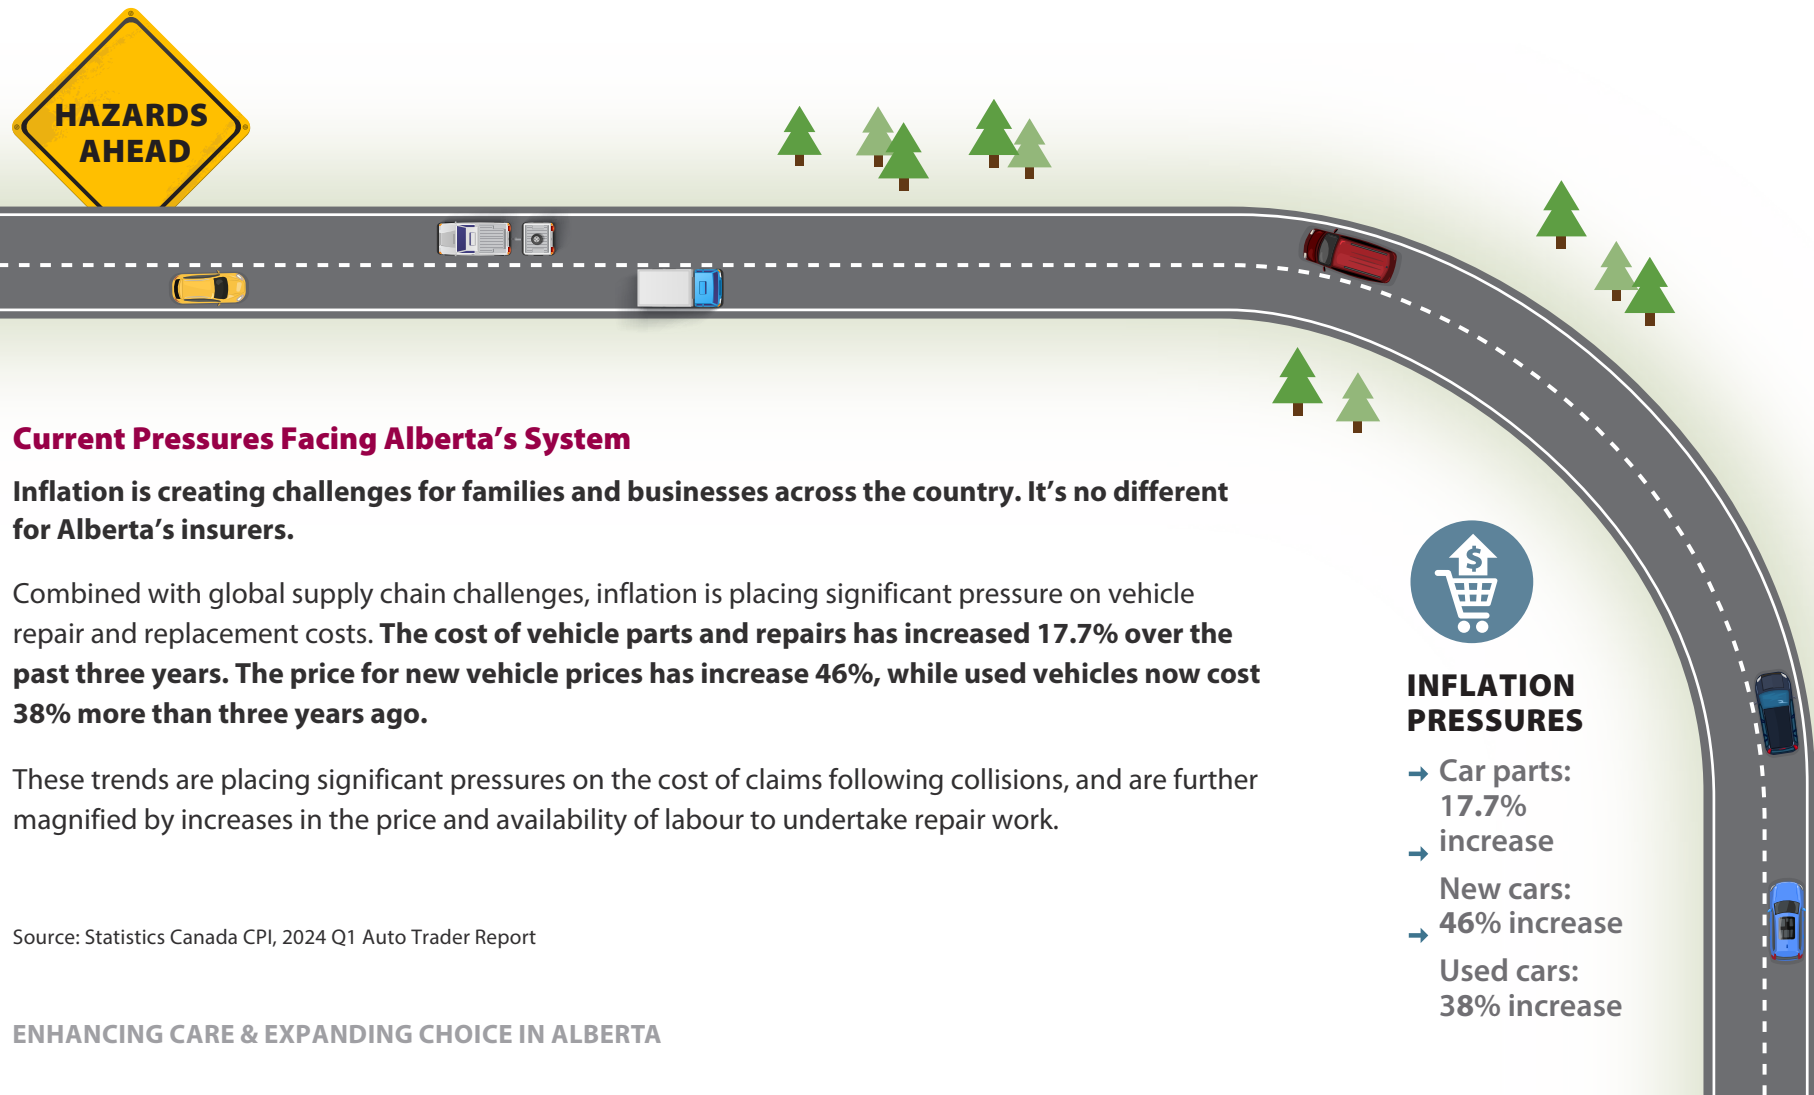 HAZARDS
AHEAD
Current Pressures Facing Alberta’s System
Inflation is creating challenges for families and businesses across the country. It’s no different
for Alberta’s insurers.
Combined with global supply chain challenges, inflation is placing significant pressure on vehicle
repair and replacement costs. The cost of vehicle parts and repairs has increased 17.7% over the
past three years. The price for new vehicle prices has increase 46%, while used vehicles now cost
38% more than three years ago.
These trends are placing significant pressures on the cost of claims following collisions, and are further
magnified by increases in the price and availability of labour to undertake repair work.
Source: Statistics Canada CPI, 2024 Q1 Auto Trader Report
ENHANCING CARE & EXPANDING CHOICE IN ALBERTA
$
INFLATION
PRESSURES
→ Car parts:
17.7%
→ increase
New cars:
→ 46% increase
Used cars:
38% increase